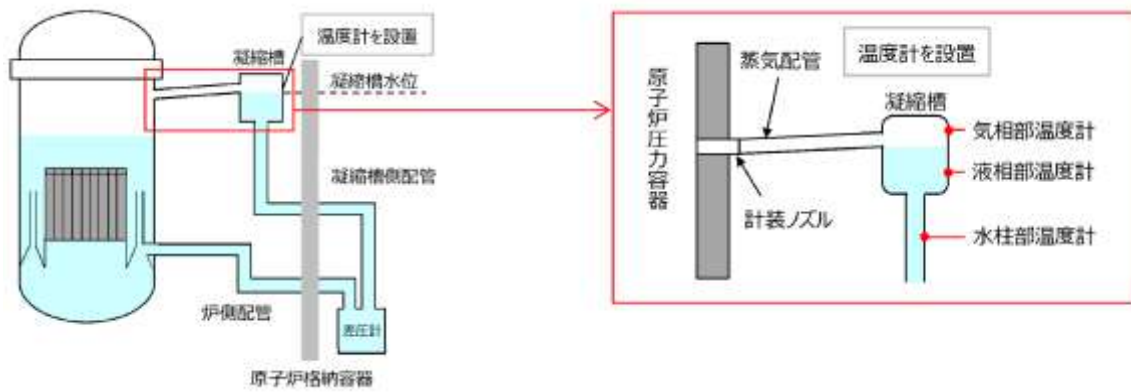 凝縮槽
温度計を設置
凝縮槽水位
凝縮槽側配管
炉側配管
差圧計
原子炉格納容器
原子炉圧力容器
蒸気配管
温度計を設置
凝縮槽
気相部温度計
液相部温度計
計装ノズル
水柱部温度計